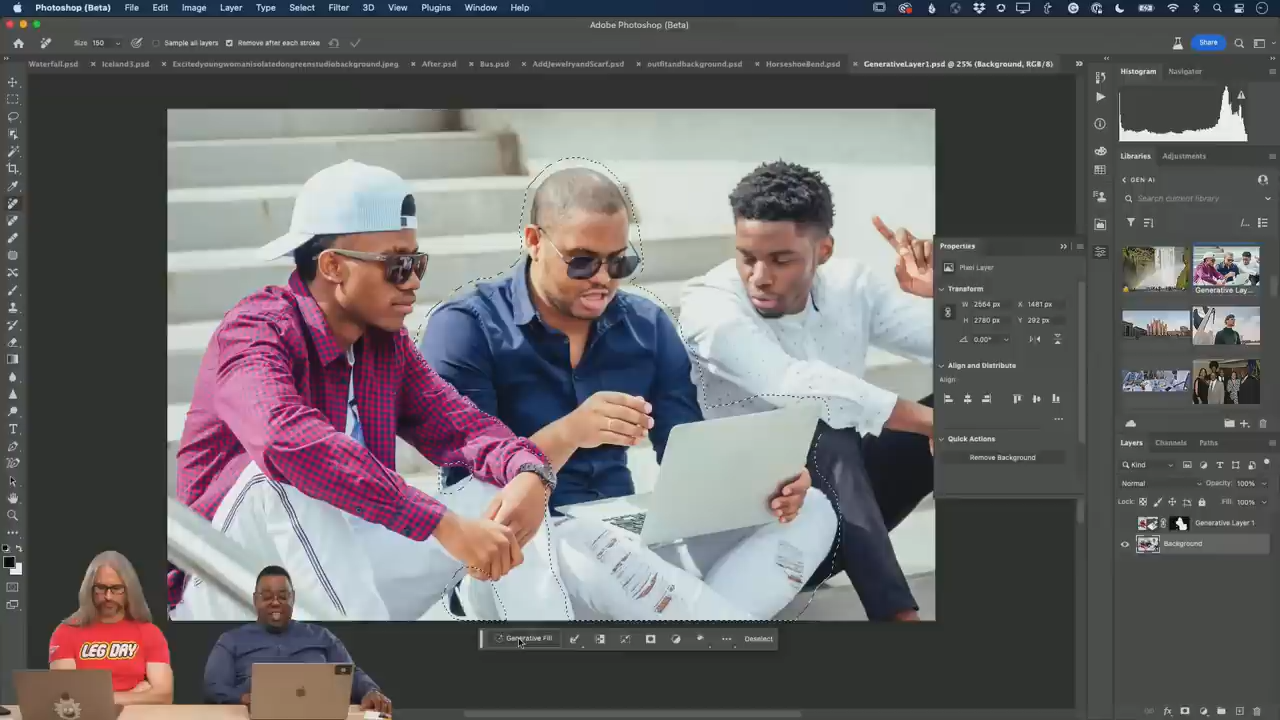 Photoshop (Beta) File Edit Image Layer Type Select Filter 3D View Plugins Window Help
Adobe Photoshop (Beta)
Size: 150 Sample all layers Remove after each stroke Share
Waterfall.psd Iceland3.psd Excitedyoungwomanisolatedongreenstudiobackground.jpeg After.psd Bus.psd AddJewelryandScarf.psd outfitandbackground.psd HorseshoeBend.psd GenerativeLayer1.psd @ 25% (Background, RGB/8)
Histogram Navigator
Libraries Adjustments
GEN AI
Search current library
Generative Lay...
Properties
Pixel Layer
Transform
W 2564 px X 1481 px
H 2780 px Y 292 px
0.00°
Align and Distribute
Align:
Quick Actions
Remove Background
Layers Channels Paths
Kind
Normal Opacity: 100%
Lock: Fill: 100%
Generative Layer 1
Background
Generative Fill Deselect
LEG DAY